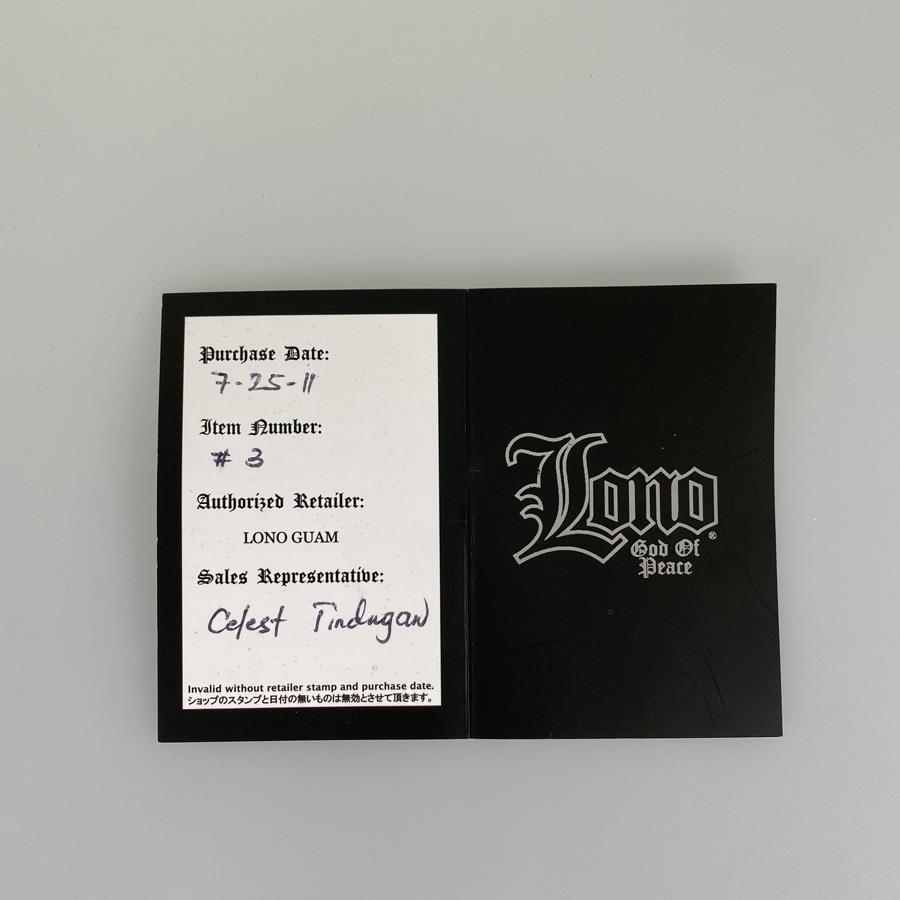 Purchase Date:
7-25-11
Item Number:
# 3
Authorized Retailer:
LONO GUAM
Sales Representative:
Celest Tindugan
Invalid without retailer stamp and purchase date.
ショップのスタンプと日付の無いものは無効とさせて頂きます。
Lono
®
God Of
Peace